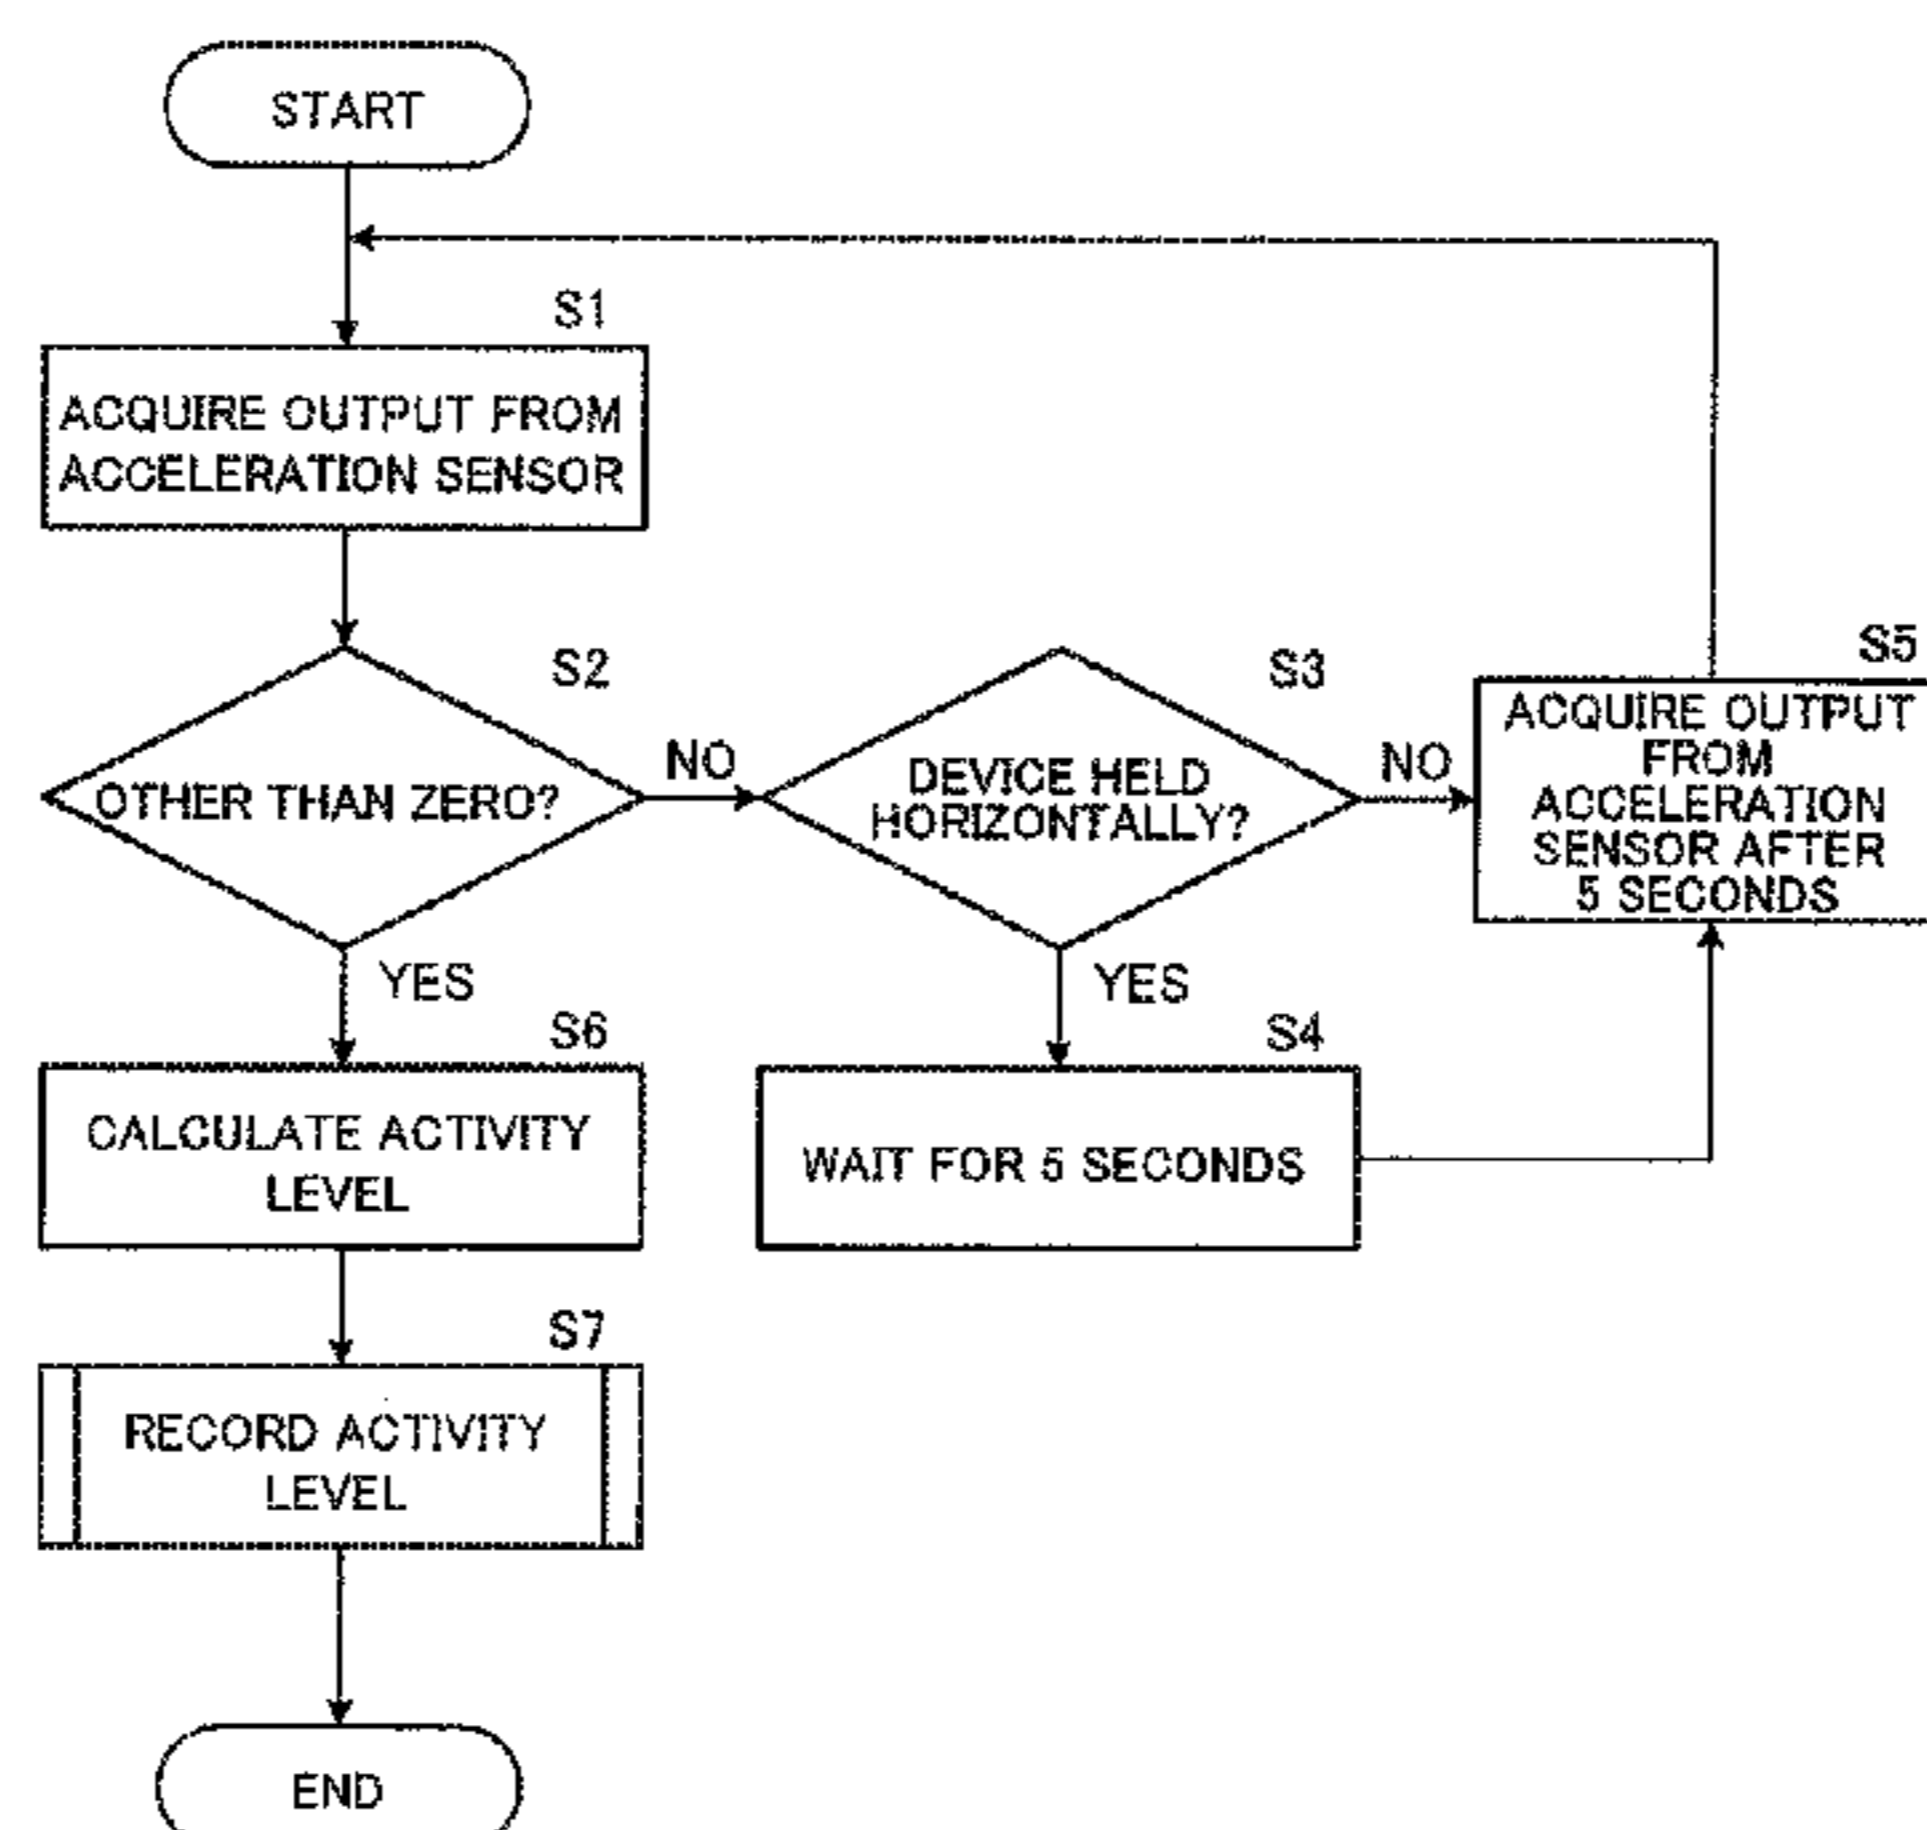 START
S1
ACQUIRE OUTPUT FROM
ACCELERATION SENSOR
S2
OTHER THAN ZERO?
NO
YES
S3
DEVICE HELD
HORIZONTALLY?
NO
YES
S5
ACQUIRE OUTPUT
FROM
ACCELERATION
SENSOR AFTER
5 SECONDS
S6
CALCULATE ACTIVITY
LEVEL
S4
WAIT FOR 5 SECONDS
S7
RECORD ACTIVITY
LEVEL
END